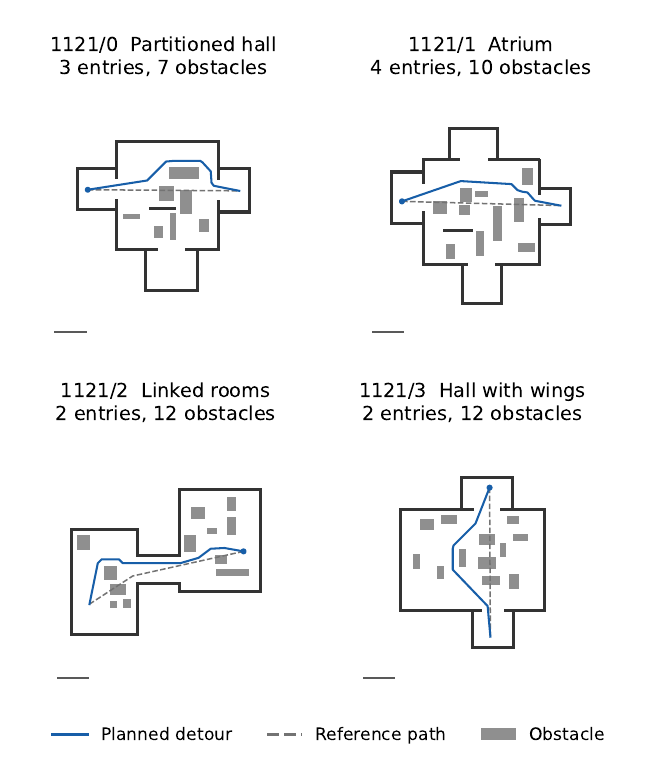 1121/0  Partitioned hall
3 entries, 7 obstacles
1121/1  Atrium
4 entries, 10 obstacles
1121/2  Linked rooms
2 entries, 12 obstacles
1121/3  Hall with wings
2 entries, 12 obstacles
Planned detour
Reference path
Obstacle